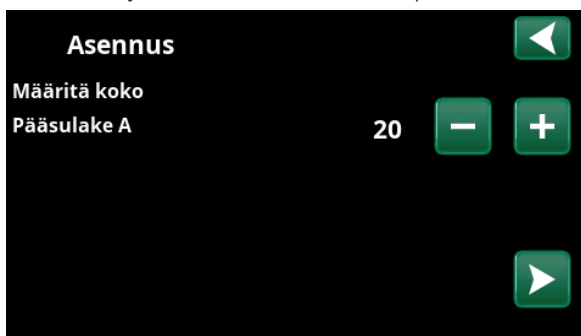 Asennus
Määritä koko
Pääsulake A 20 − +